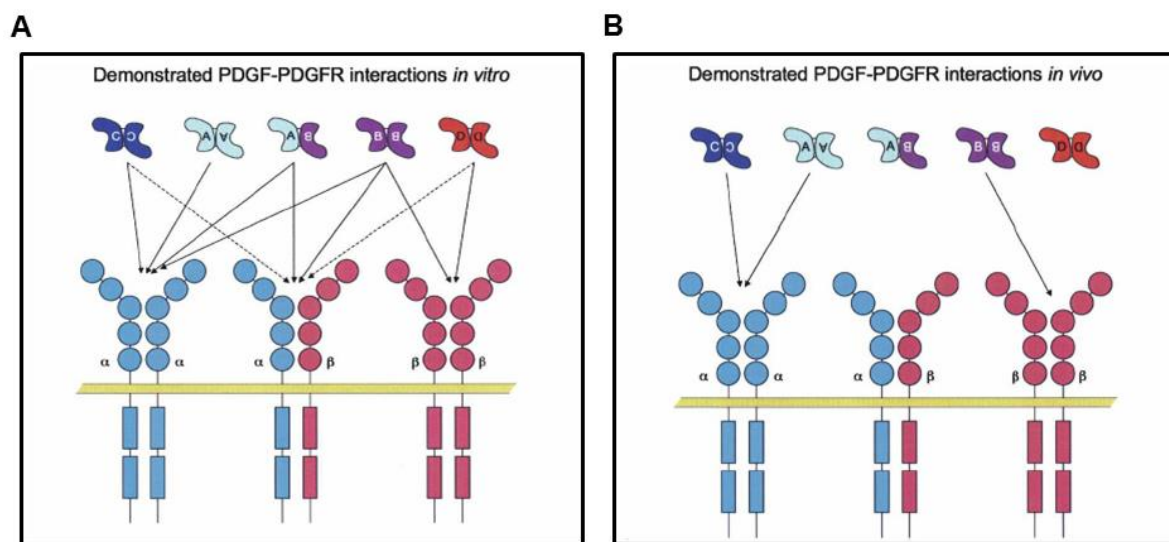 A
B
Demonstrated PDGF-PDGFR interactions in vitro
C C A A A B B B D D
α α α β β β
Demonstrated PDGF-PDGFR interactions in vivo
C C A A A B B B D D
α α α β β β